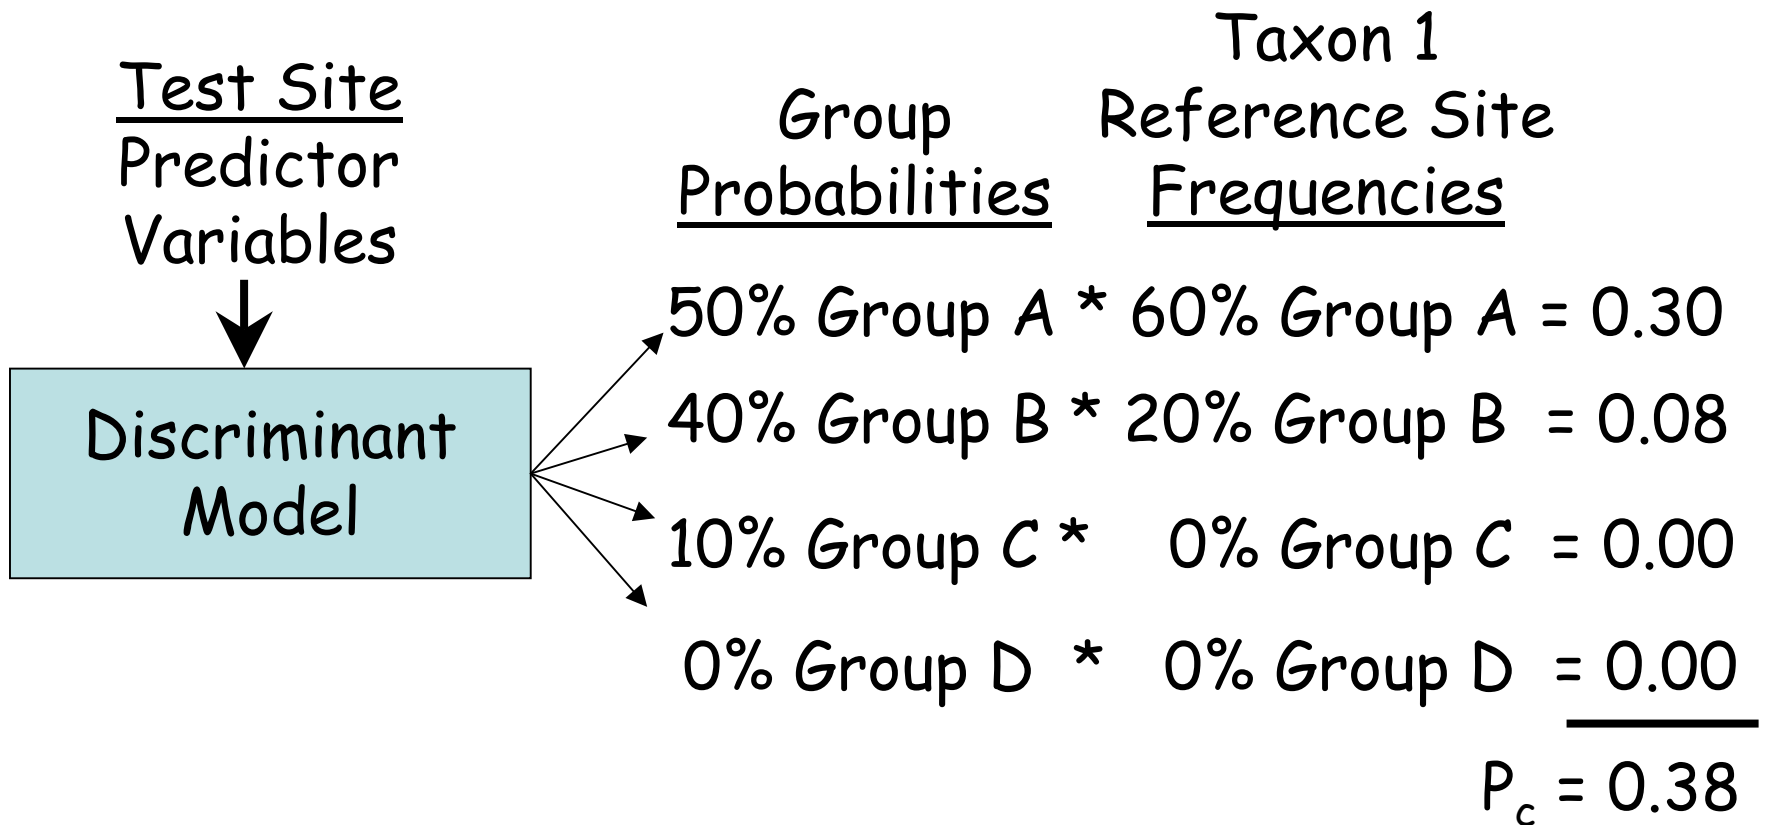 Test Site
Predictor
Variables
Discriminant
Model
Group
Probabilities
Taxon 1
Reference Site
Frequencies
50% Group A * 60% Group A = 0.30
40% Group B * 20% Group B = 0.08
10% Group C * 0% Group C = 0.00
0% Group D * 0% Group D = 0.00
Pc = 0.38